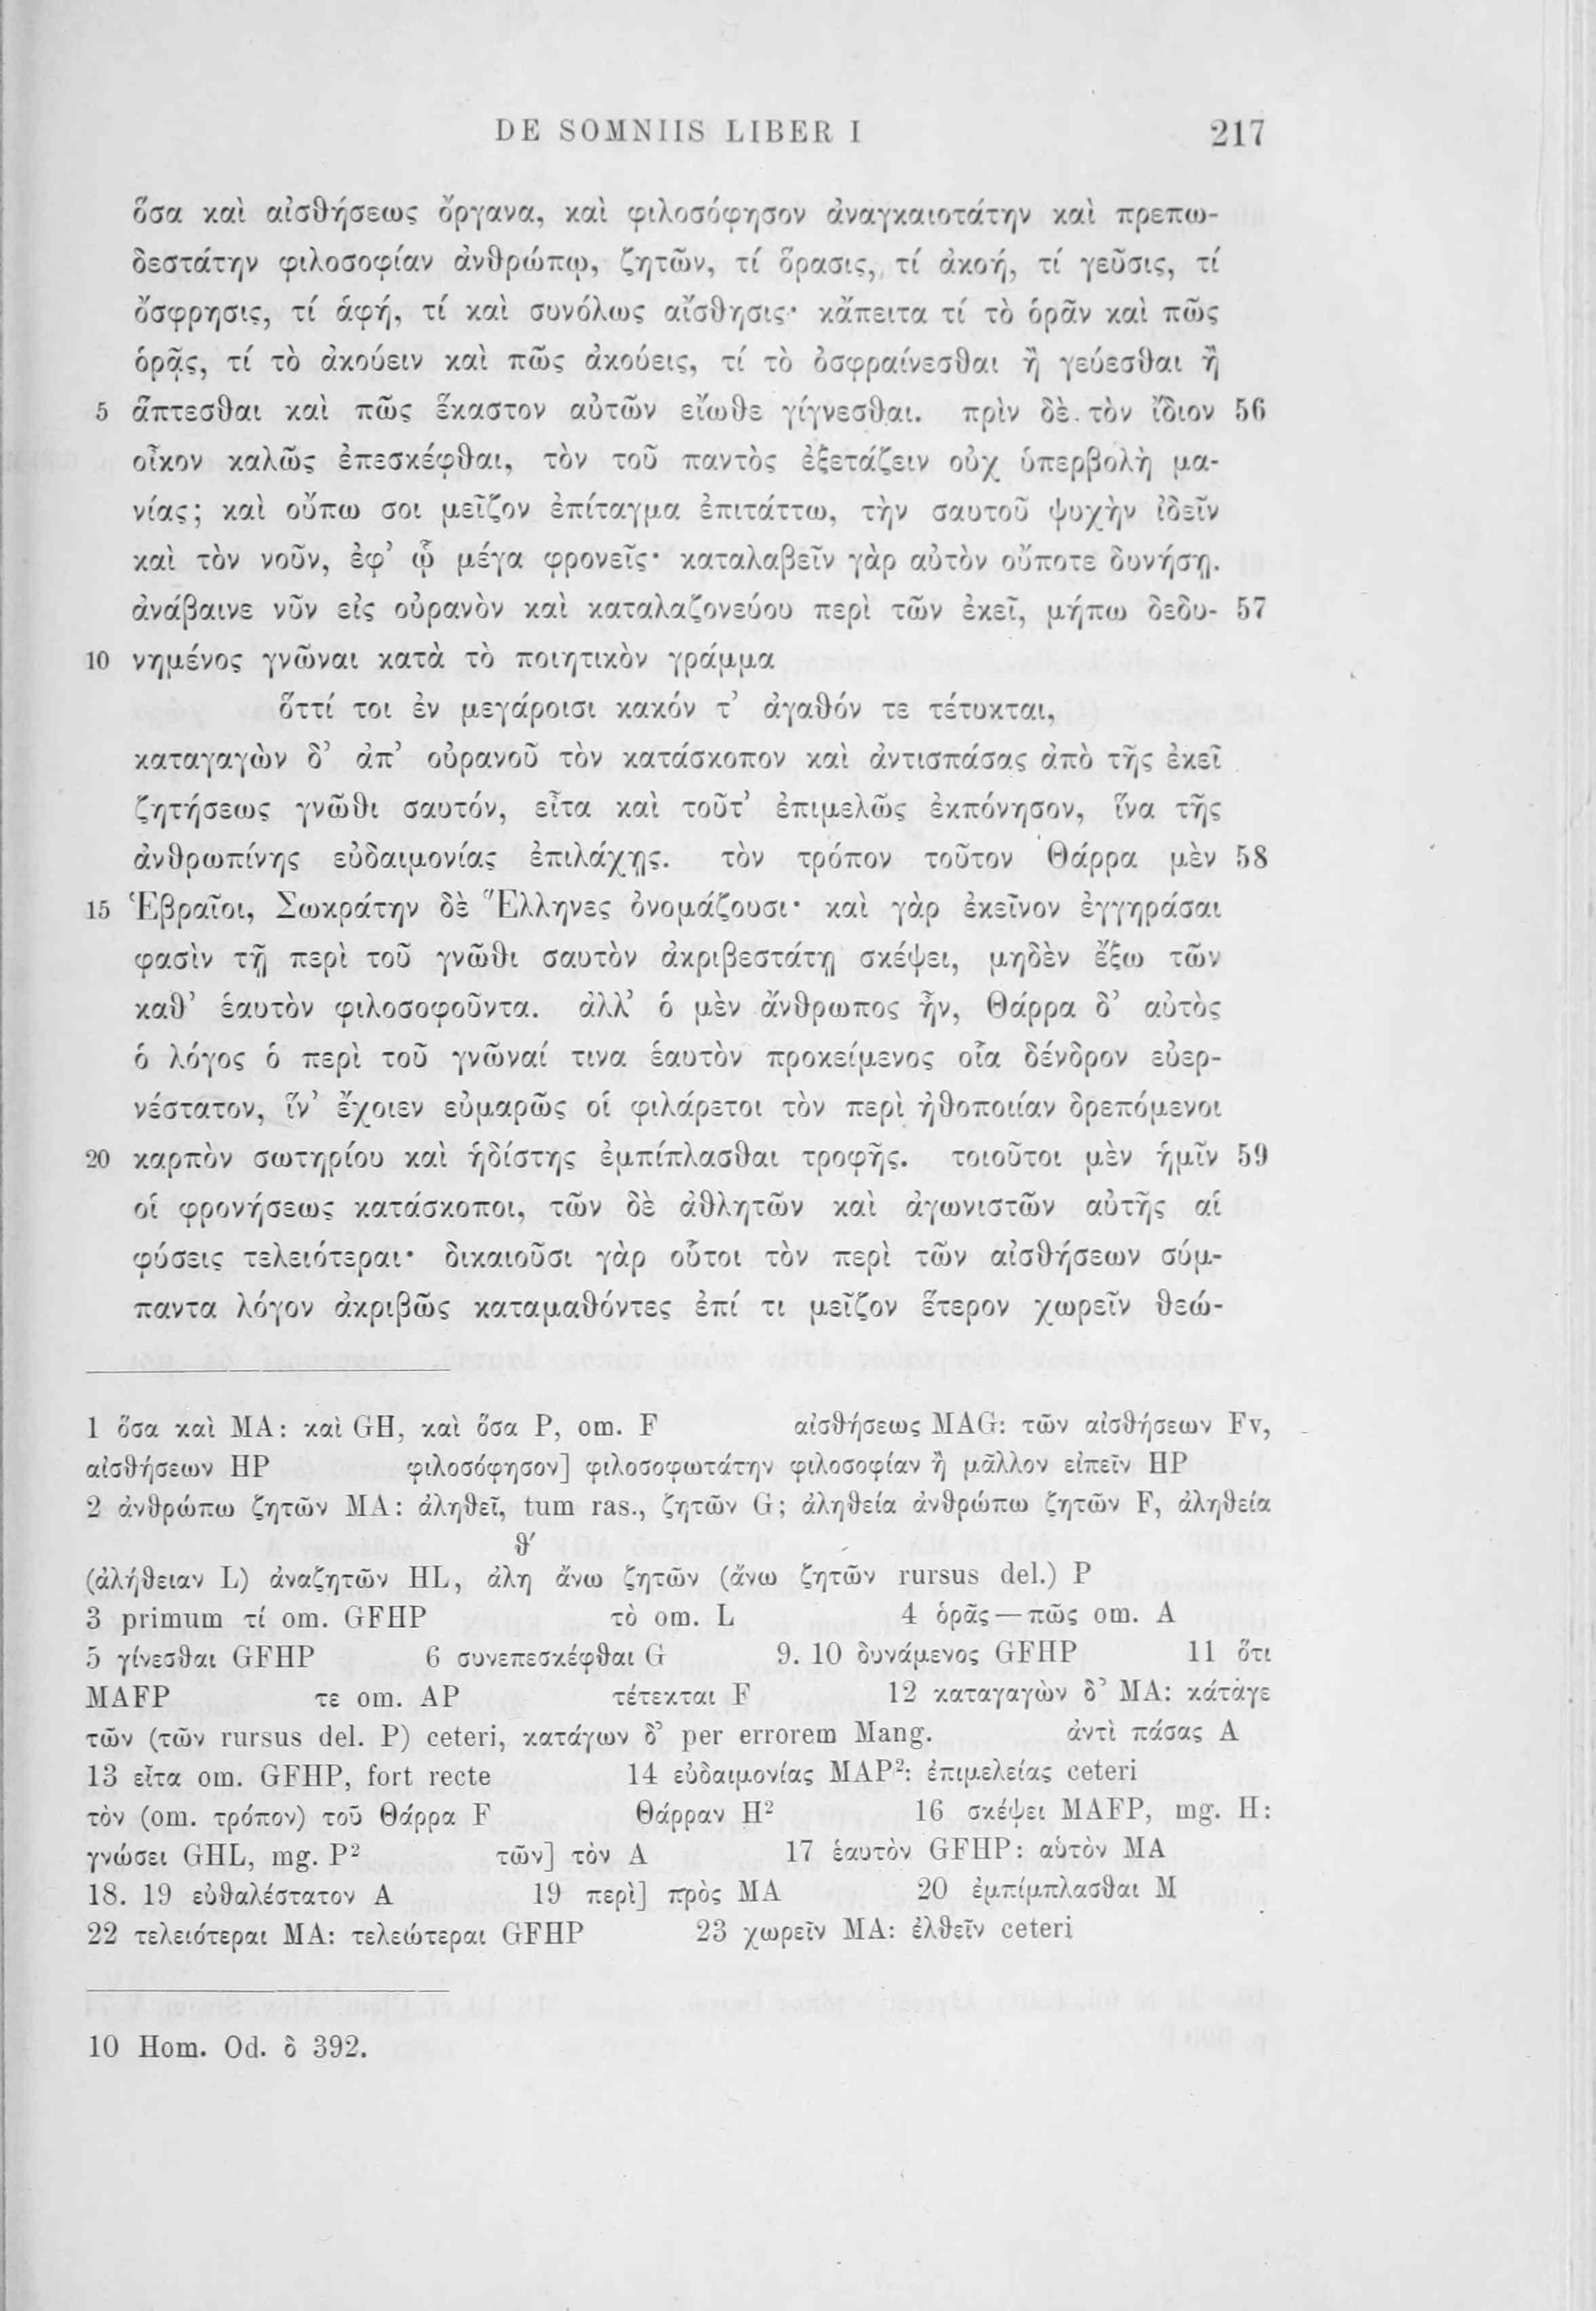 DE SOMNIIS LIBER I 217
ὅσα καὶ αἰσθήσεως ὄργανα, καὶ φιλοσόφησον ἀναγκαιοτάτην καὶ πρεπω-
δεστάτην φιλοσοφίαν ἀνθρώπῳ, ζητῶν, τί ὅρασις, τί ἀκοή, τί γεῦσις, τί
ὄσφρησις, τί ἁφή, τί καὶ συνόλως αἴσθησις· κἄπειτα τί τὸ ὁρᾶν καὶ πῶς
ὁρᾷς, τί τὸ ἀκούειν καὶ πῶς ἀκούεις, τί τὸ ὀσφραίνεσθαι ἢ γεύεσθαι ἢ
5 ἅπτεσθαι καὶ πῶς ἕκαστον αὐτῶν εἴωθε γίγνεσθαι. πρὶν δὲ τὸν ἴδιον 56
οἶκον καλῶς ἐπεσκέφθαι, τὸν τοῦ παντὸς ἐξετάζειν οὐχ ὑπερβολὴ μα-
νίας; καὶ οὔπω σοι μεῖζον ἐπίταγμα ἐπιτάττω, τὴν σαυτοῦ ψυχὴν ἰδεῖν
καὶ τὸν νοῦν, ἐφ’ ᾧ μέγα φρονεῖς· καταλαβεῖν γὰρ αὐτὸν οὔποτε δυνήσῃ.
ἀνάβαινε νῦν εἰς οὐρανὸν καὶ καταλαζονεύου περὶ τῶν ἐκεῖ, μήπω δεδυ- 57
10 νημένος γνῶναι κατὰ τὸ ποιητικὸν γράμμα
ὅττί τοι ἐν μεγάροισι κακόν τ’ ἀγαθόν τε τέτυκται,
καταγαγὼν δ’ ἀπ’ οὐρανοῦ τὸν κατάσκοπον καὶ ἀντισπάσας ἀπὸ τῆς ἐκεῖ
ζητήσεως γνῶθι σαυτόν, εἶτα καὶ τοῦτ’ ἐπιμελῶς ἐκπόνησον, ἵνα τῆς
ἀνθρωπίνης εὐδαιμονίας ἐπιλάχῃς. τὸν τρόπον τοῦτον Θάρρα μὲν 58
15 Ἑβραῖοι, Σωκράτην δὲ Ἕλληνες ὀνομάζουσι· καὶ γὰρ ἐκεῖνον ἐγγηράσαι
φασὶν τῇ περὶ τοῦ γνῶθι σαυτὸν ἀκριβεστάτῃ σκέψει, μηδὲν ἔξω τῶν
καθ’ ἑαυτὸν φιλοσοφοῦντα. ἀλλ’ ὁ μὲν ἄνθρωπος ἦν, Θάρρα δ’ αὐτὸς
ὁ λόγος ὁ περὶ τοῦ γνῶναί τινα ἑαυτὸν προκείμενος οἷα δένδρον εὐερ-
νέστατον, ἵν’ ἔχοιεν εὐμαρῶς οἱ φιλάρετοι τὸν περὶ ἠθοποιίαν δρεπόμενοι
20 καρπὸν σωτηρίου καὶ ἡδίστης ἐμπίπλασθαι τροφῆς. τοιοῦτοι μὲν ἡμῖν 59
οἱ φρονήσεως κατάσκοποι, τῶν δὲ ἀθλητῶν καὶ ἀγωνιστῶν αὐτῆς αἱ
φύσεις τελειότεραι· δικαιοῦσι γὰρ οὗτοι τὸν περὶ τῶν αἰσθήσεων σύμ-
παντα λόγον ἀκριβῶς καταμαθόντες ἐπί τι μεῖζον ἕτερον χωρεῖν θεώ-
1 ὅσα καὶ MA: καὶ GH, καὶ ὅσα P, om. F αἰσθήσεως MAG: τῶν αἰσθήσεων Fv,
αἰσθήσεων HP φιλοσόφησον] φιλοσοφωτάτην φιλοσοφίαν ἢ μᾶλλον εἰπεῖν HP
2 ἀνθρώπω ζητῶν MA: ἀληθεῖ, tum ras., ζητῶν G; ἀληθεία ἀνθρώπω ζητῶν F, ἀληθεία
θ´
(ἀλήθειαν L) ἀναζητῶν HL, ἀλη ἄνω ζητῶν (ἄνω ζητῶν rursus del.) P
3 primum τί om. GFHP τὸ om. L 4 ὁρᾷς — πῶς om. A
5 γίνεσθαι GFHP 6 συνεπεσκέφθαι G 9. 10 δυνάμενος GFHP 11 ὅτι
MAFP τε om. AP τέτεκται F 12 καταγαγὼν δ’ MA: κάταγε
τῶν (τῶν rursus del. P) ceteri, κατάγων δ’ per errorem Mang. ἀντὶ πάσας A
13 εἶτα om. GFHP, fort recte 14 εὐδαιμονίας MAP²: ἐπιμελείας ceteri
τὸν (om. τρόπον) τοῦ Θάρρα F Θάρραν H² 16 σκέψει MAFP, mg. H:
γνώσει GHL, mg. P² τῶν] τὸν A 17 ἑαυτὸν GFHP: αὑτὸν MA
18. 19 εὐθαλέστατον A 19 περὶ] πρὸς MA 20 ἐμπίμπλασθαι M
22 τελειότεραι MA: τελεώτεραι GFHP 23 χωρεῖν MA: ἐλθεῖν ceteri
10 Hom. Od. δ 392.